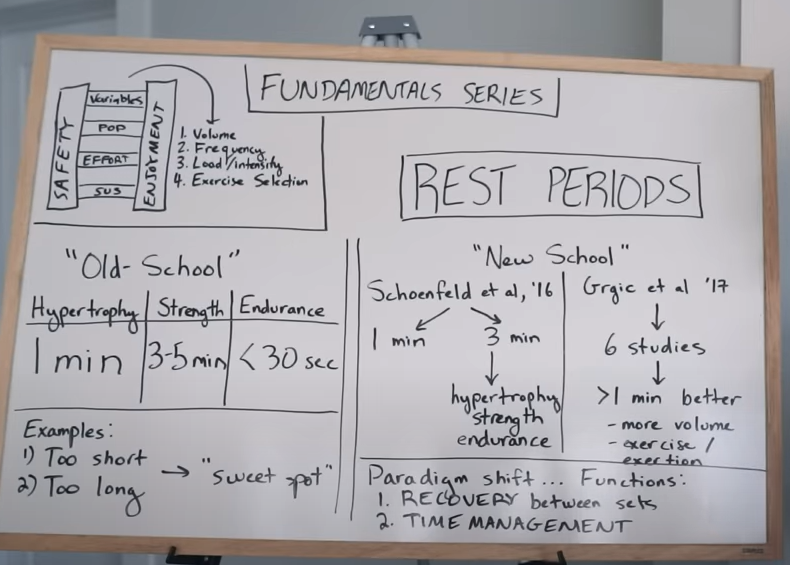 FUNDAMENTALS SERIES
SAFETY
Variables
POP
EFFORT
SUS
ENJOYMENT
1. Volume
2. Frequency
3. Load/intensity
4. Exercise Selection
REST PERIODS
"Old-School"
Hypertrophy Strength Endurance
1 min 3-5 min <30 sec
Examples:
1) Too short
2) Too long
→ "sweet spot"
"New School"
Schoenfeld et al, '16
1 min 3 min
hypertrophy
strength
endurance
Grgic et al '17
6 studies
>1 min better
- more volume
- exercise /
exertion
Paradigm shift... Functions:
1. RECOVERY between sets
2. TIME MANAGEMENT